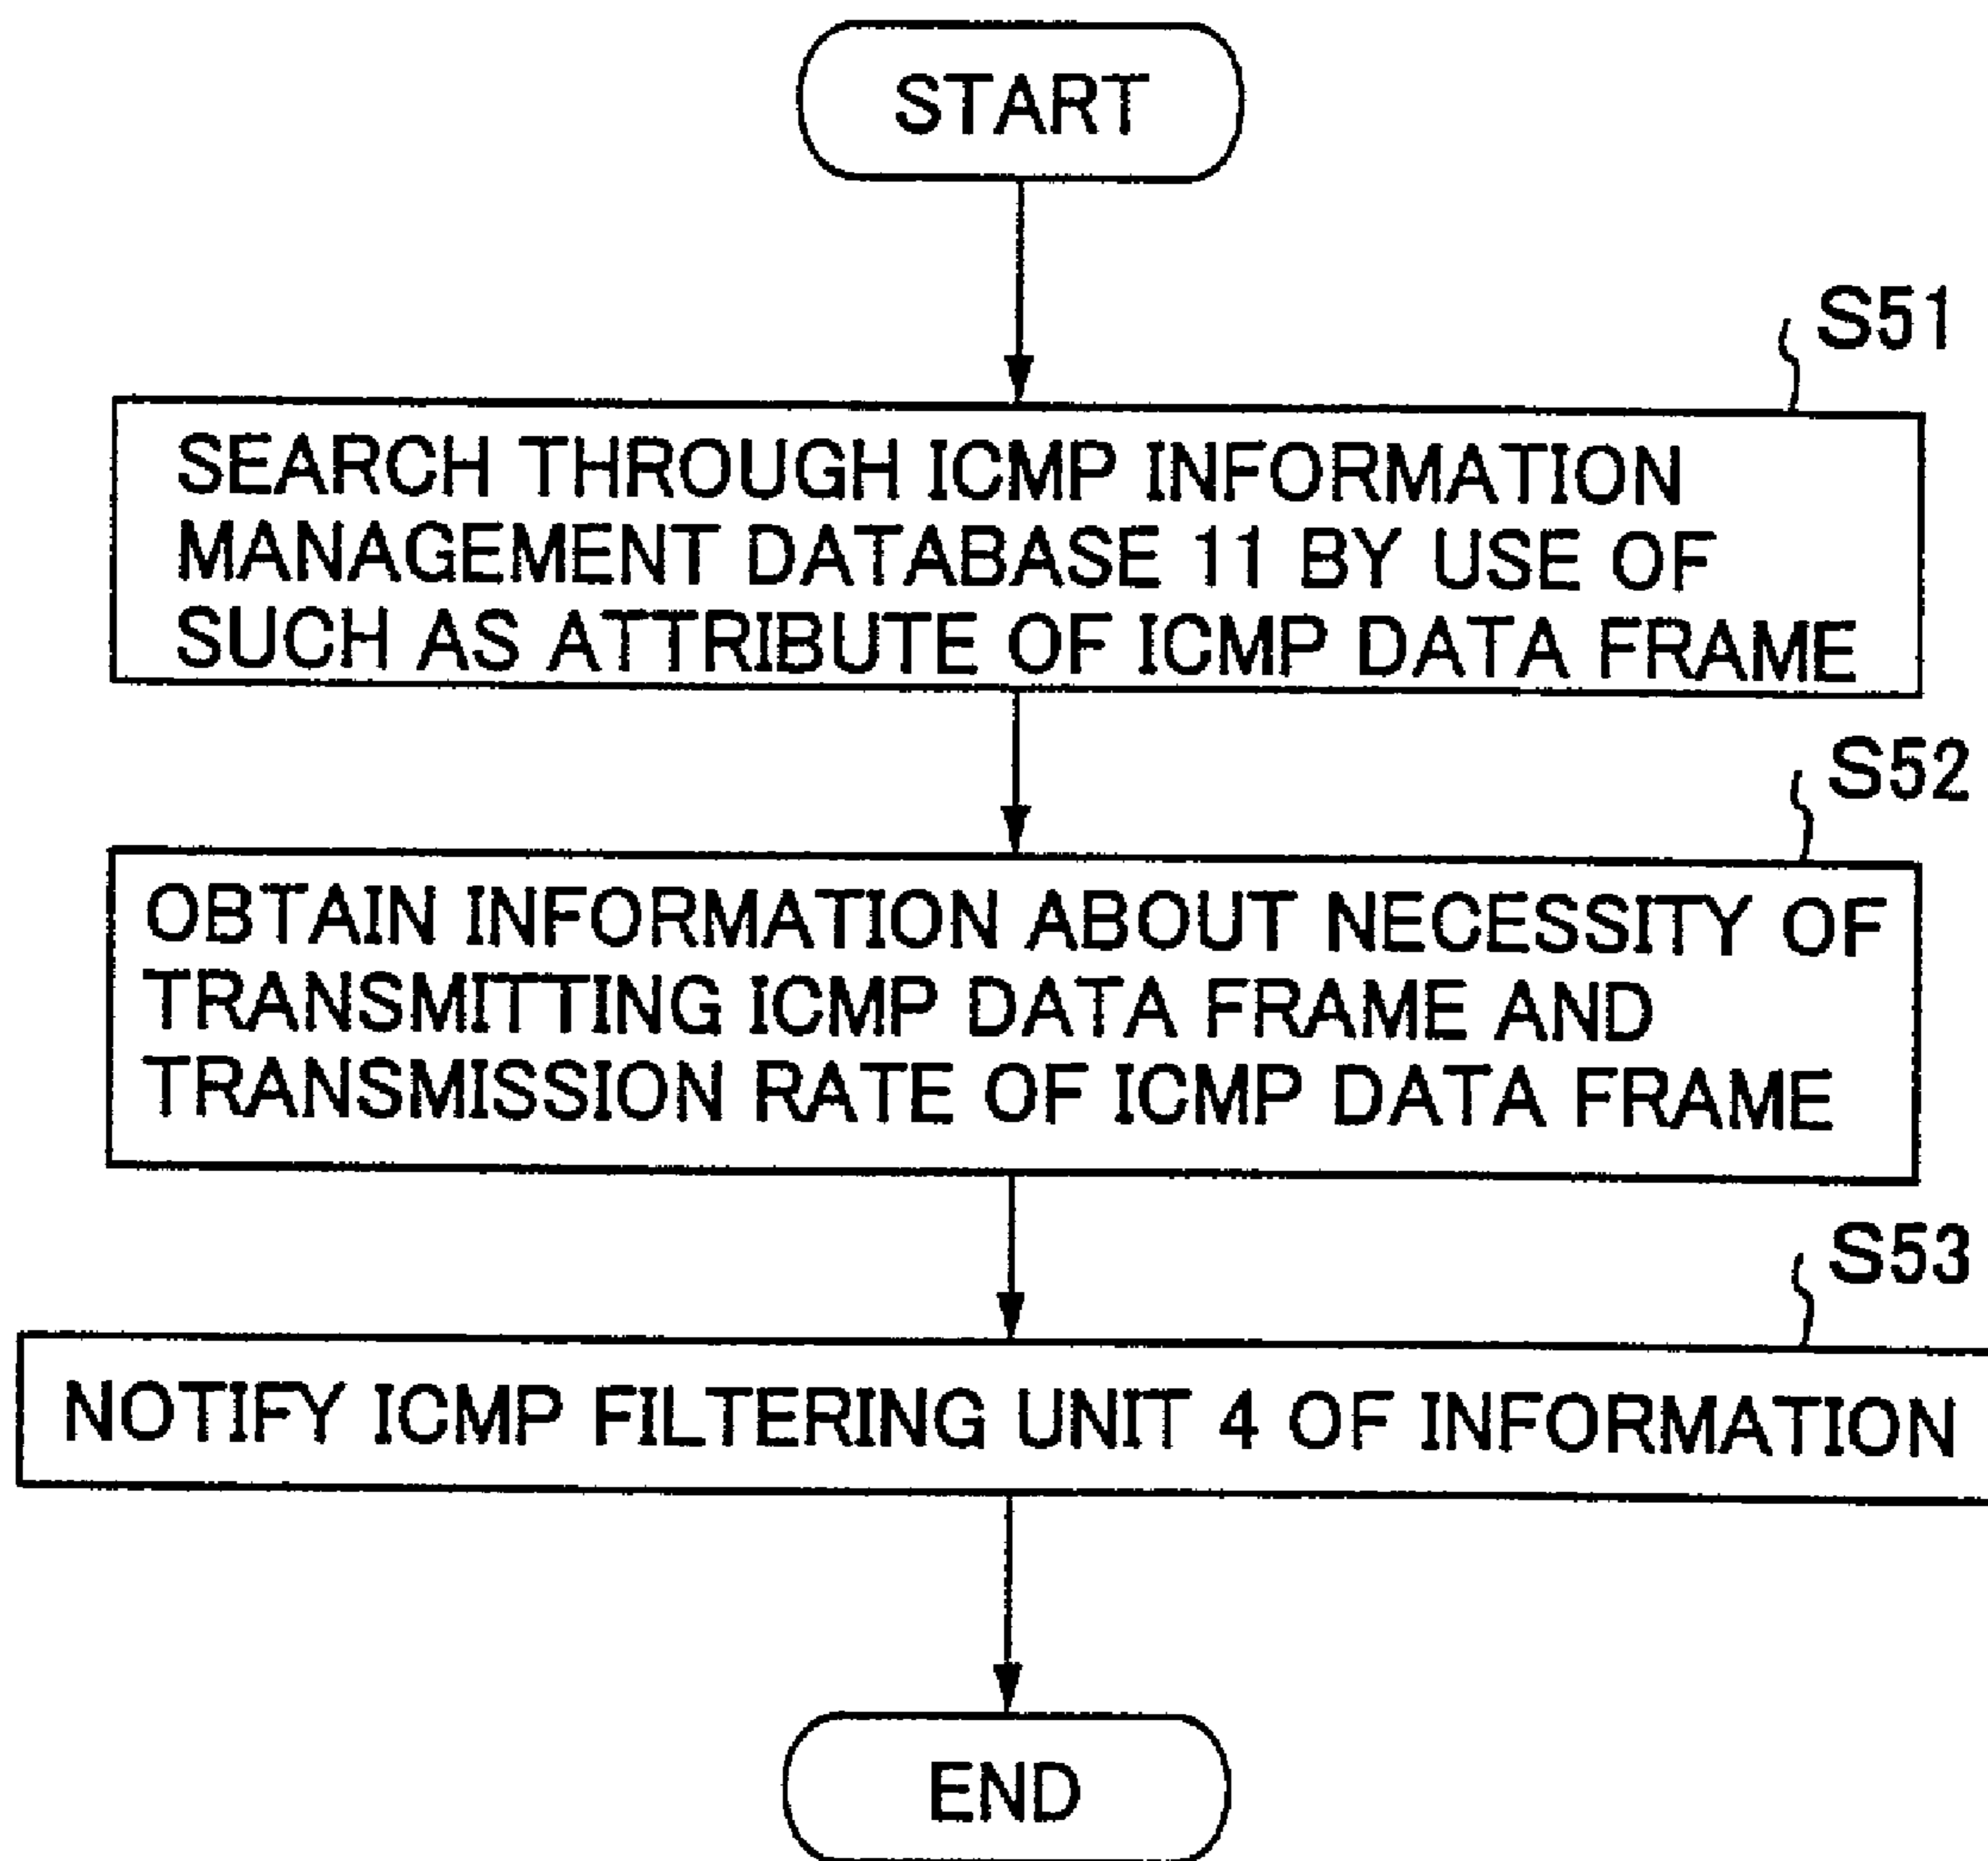 START
S51
SEARCH THROUGH ICMP INFORMATION
MANAGEMENT DATABASE 11 BY USE OF
SUCH AS ATTRIBUTE OF ICMP DATA FRAME
S52
OBTAIN INFORMATION ABOUT NECESSITY OF
TRANSMITTING ICMP DATA FRAME AND
TRANSMISSION RATE OF ICMP DATA FRAME
S53
NOTIFY ICMP FILTERING UNIT 4 OF INFORMATION
END